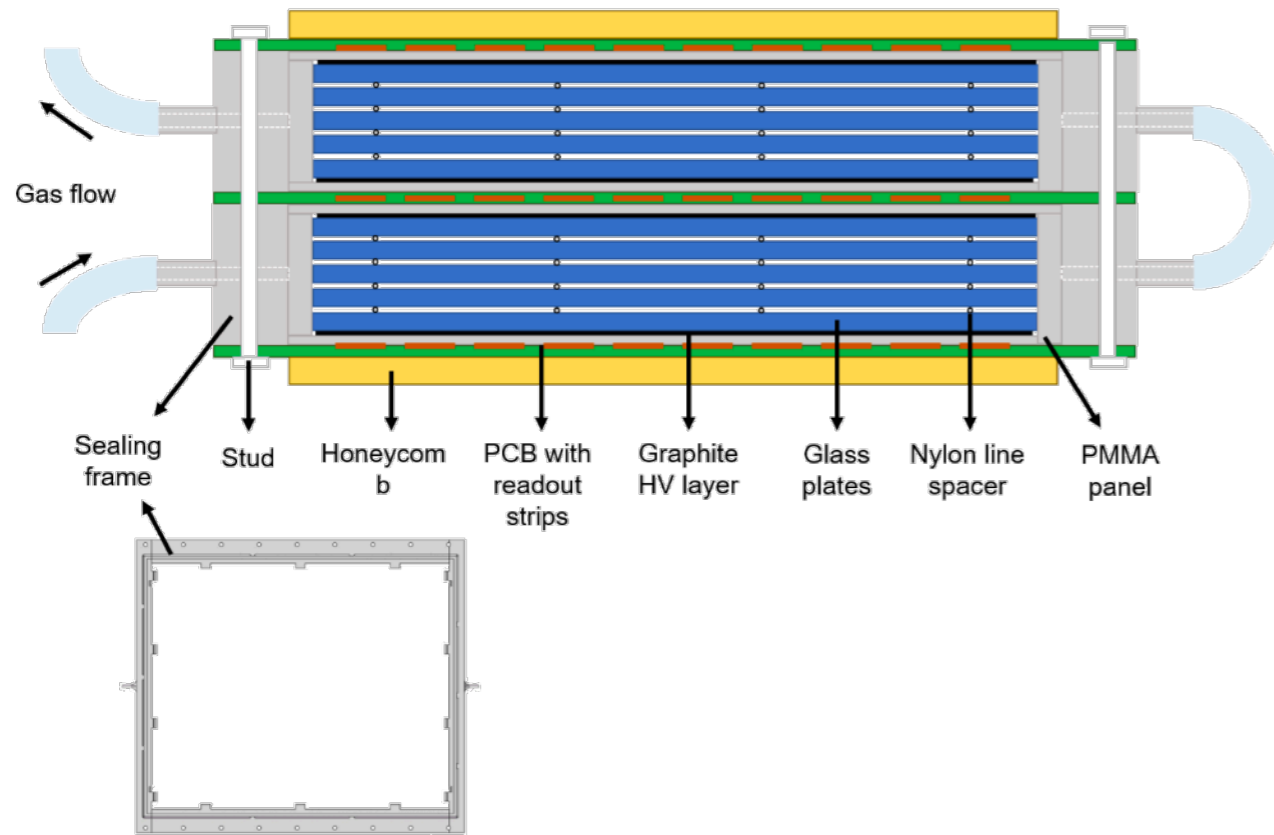 Gas flow
Sealing
frame
Stud
Honeycom
b
PCB with
readout
strips
Graphite
HV layer
Glass
plates
Nylon line
spacer
PMMA
panel